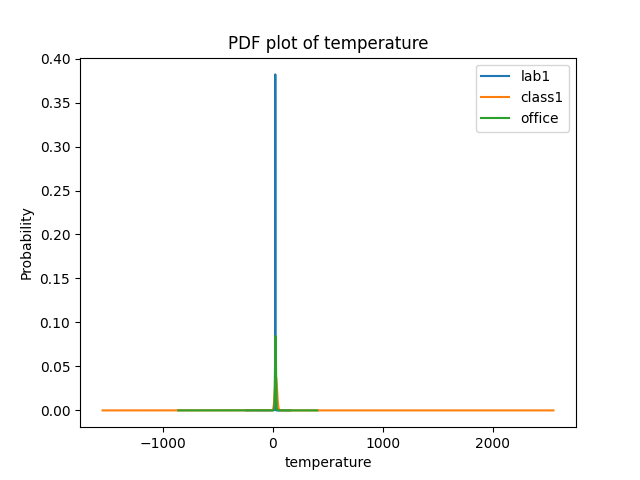 PDF plot of temperature
0.40
0.35
0.30
0.25
0.20
0.15
0.10
0.05
0.00
Probability
lab1
class1
office
−1000
0
1000
2000
temperature